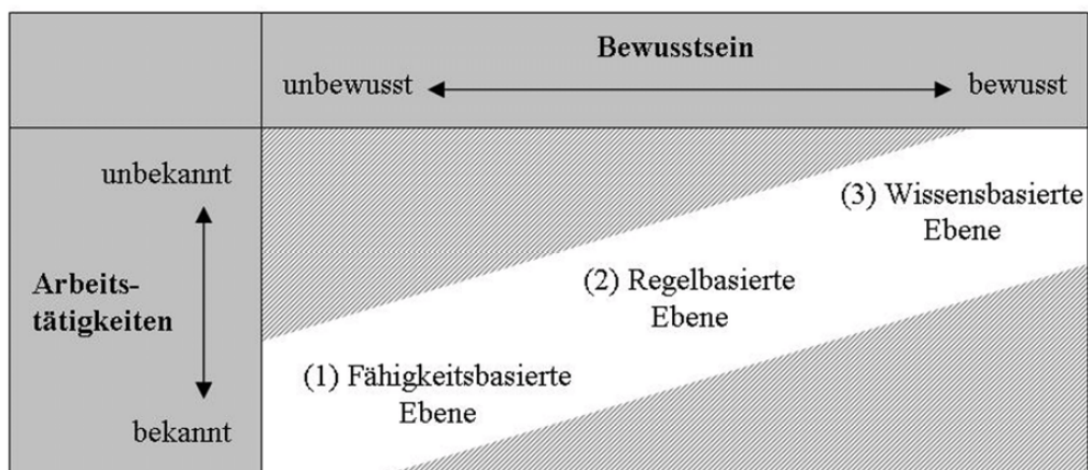 Bewusstsein
unbewusst bewusst
unbekannt
(3) Wissensbasierte
Ebene
(2) Regelbasierte
Ebene
Arbeits-
tätigkeiten
(1) Fähigkeitsbasierte
Ebene
bekannt